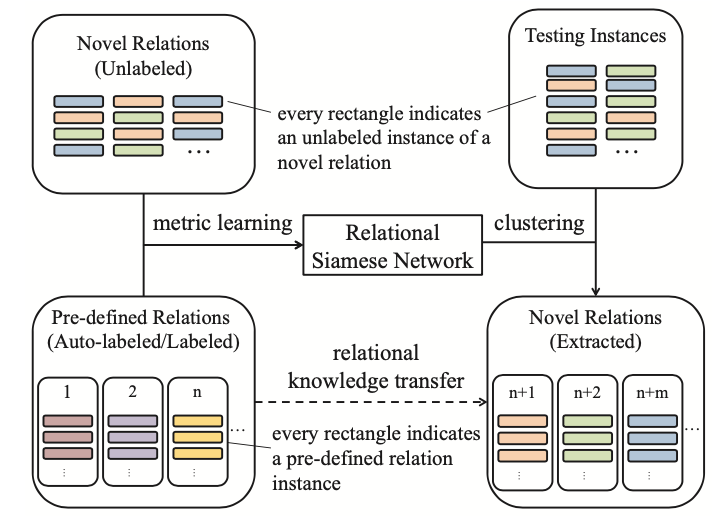 Novel Relations
(Unlabeled)
...
Testing Instances
...
every rectangle indicates
an unlabeled instance of a
novel relation
metric learning
Relational
Siamese Network
clustering
Pre-defined Relations
(Auto-labeled/Labeled)
1
2
n
...
relational
knowledge transfer
every rectangle indicates
a pre-defined relation
instance
Novel Relations
(Extracted)
n+1
n+2
n+m
...